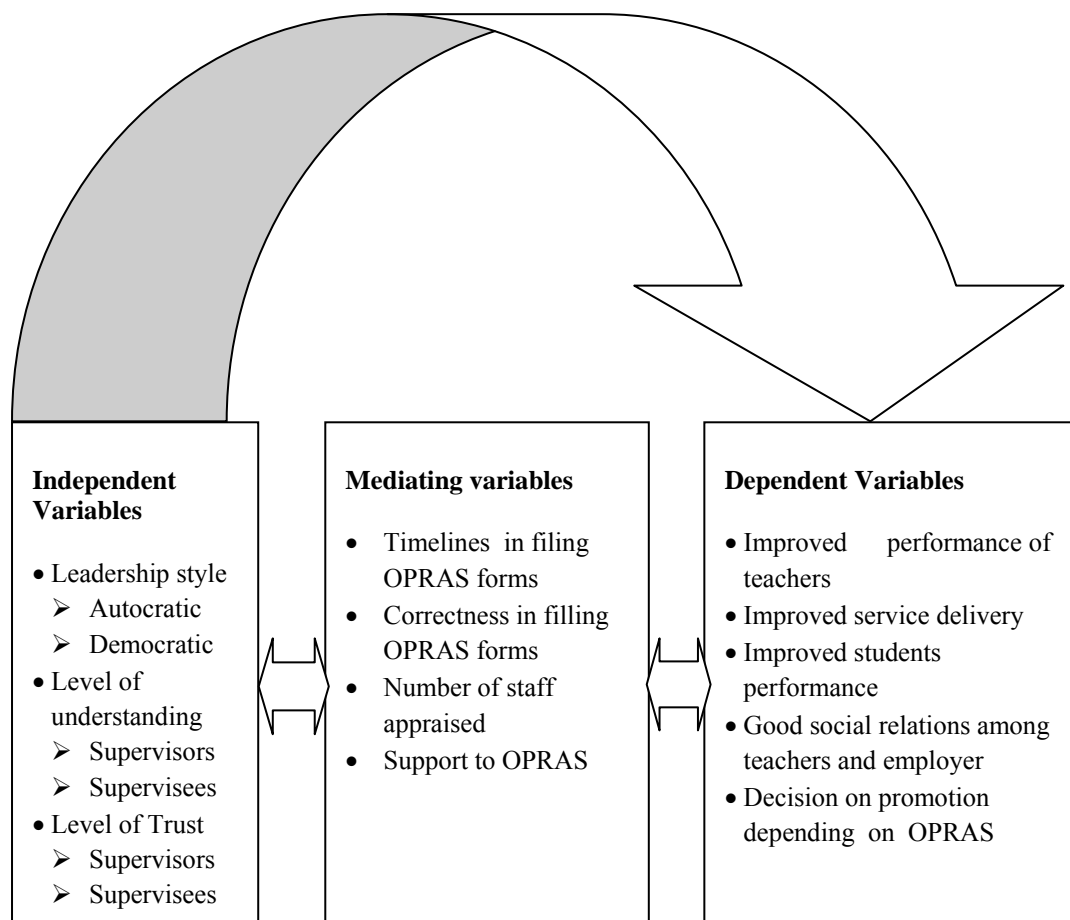 Independent
Variables
• Leadership style
➢ Autocratic
➢ Democratic
• Level of
understanding
➢ Supervisors
➢ Supervisees
• Level of Trust
➢ Supervisors
➢ Supervisees
Mediating variables
• Timelines in filing
OPRAS forms
• Correctness in filling
OPRAS forms
• Number of staff
appraised
• Support to OPRAS
Dependent Variables
• Improved performance of
teachers
• Improved service delivery
• Improved students
performance
• Good social relations among
teachers and employer
• Decision on promotion
depending on OPRAS